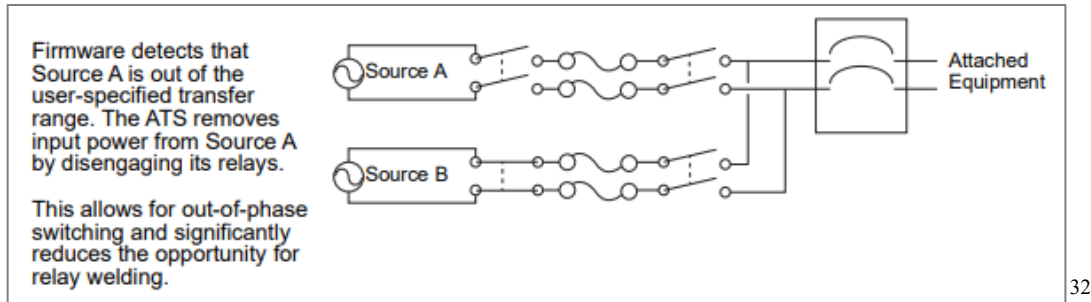 Firmware detects that
Source A is out of the
user-specified transfer
range. The ATS removes
input power from Source A
by disengaging its relays.
This allows for out-of-phase
switching and significantly
reduces the opportunity for
relay welding.
Source A
Source B
Attached
Equipment
32